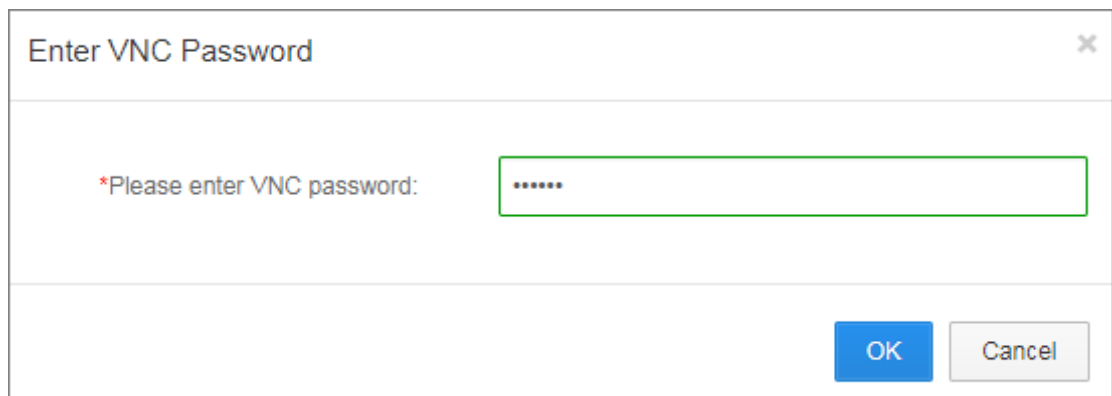 Enter VNC Password
×
*Please enter VNC password:
••••••
OK
Cancel